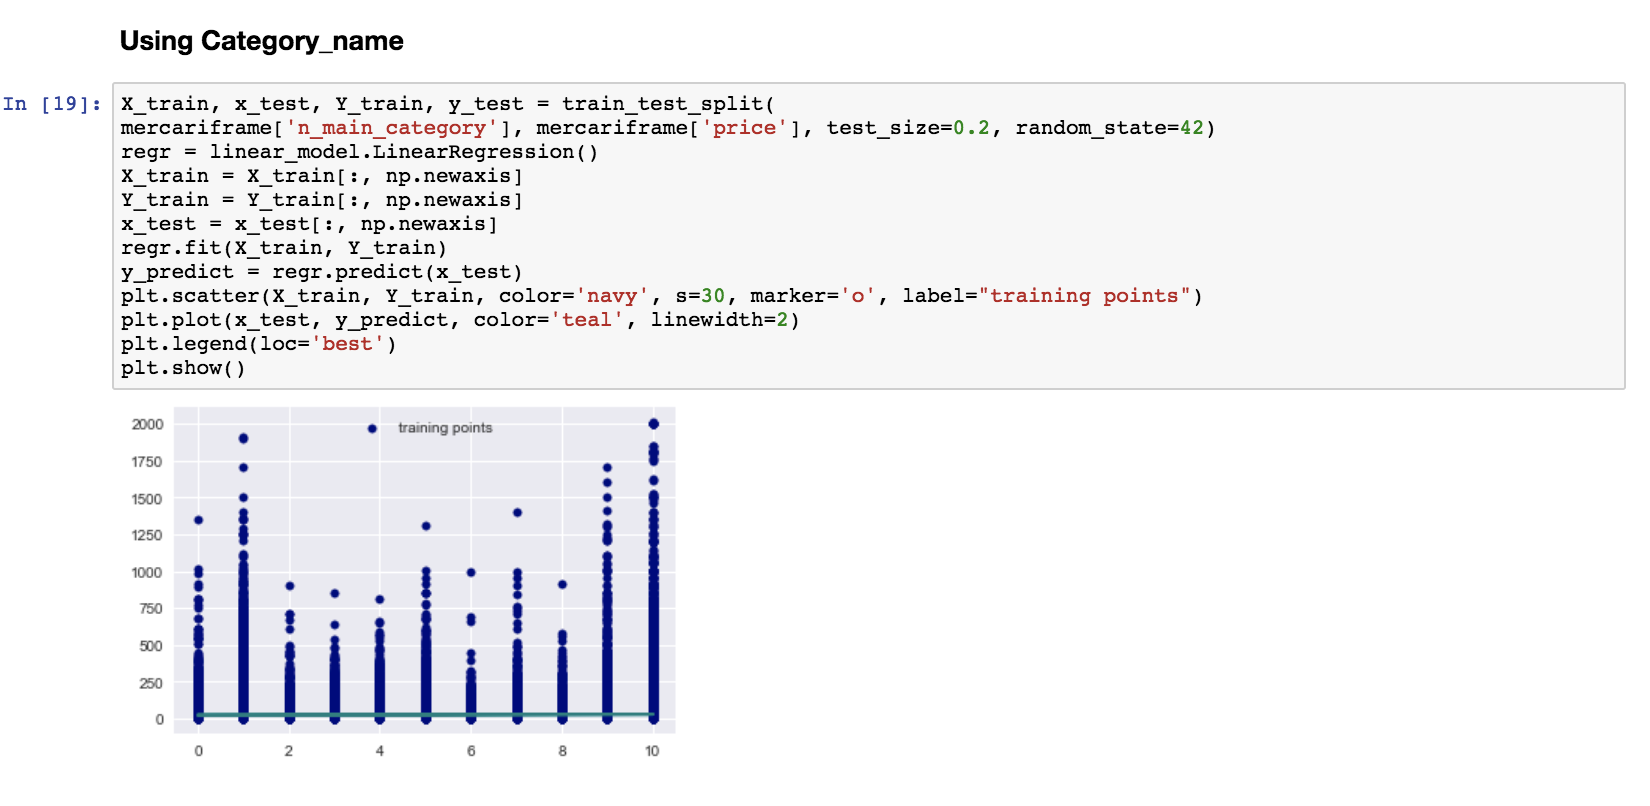 Using Category_name
In [19]:
X_train, x_test, Y_train, y_test = train_test_split(
mercariframe['n_main_category'], mercariframe['price'], test_size=0.2, random_state=42)
regr = linear_model.LinearRegression()
X_train = X_train[:, np.newaxis]
Y_train = Y_train[:, np.newaxis]
x_test = x_test[:, np.newaxis]
regr.fit(X_train, Y_train)
y_predict = regr.predict(x_test)
plt.scatter(X_train, Y_train, color='navy', s=30, marker='o', label="training points")
plt.plot(x_test, y_predict, color='teal', linewidth=2)
plt.legend(loc='best')
plt.show()
training points
2000
1750
1500
1250
1000
750
500
250
0
0 2 4 6 8 10